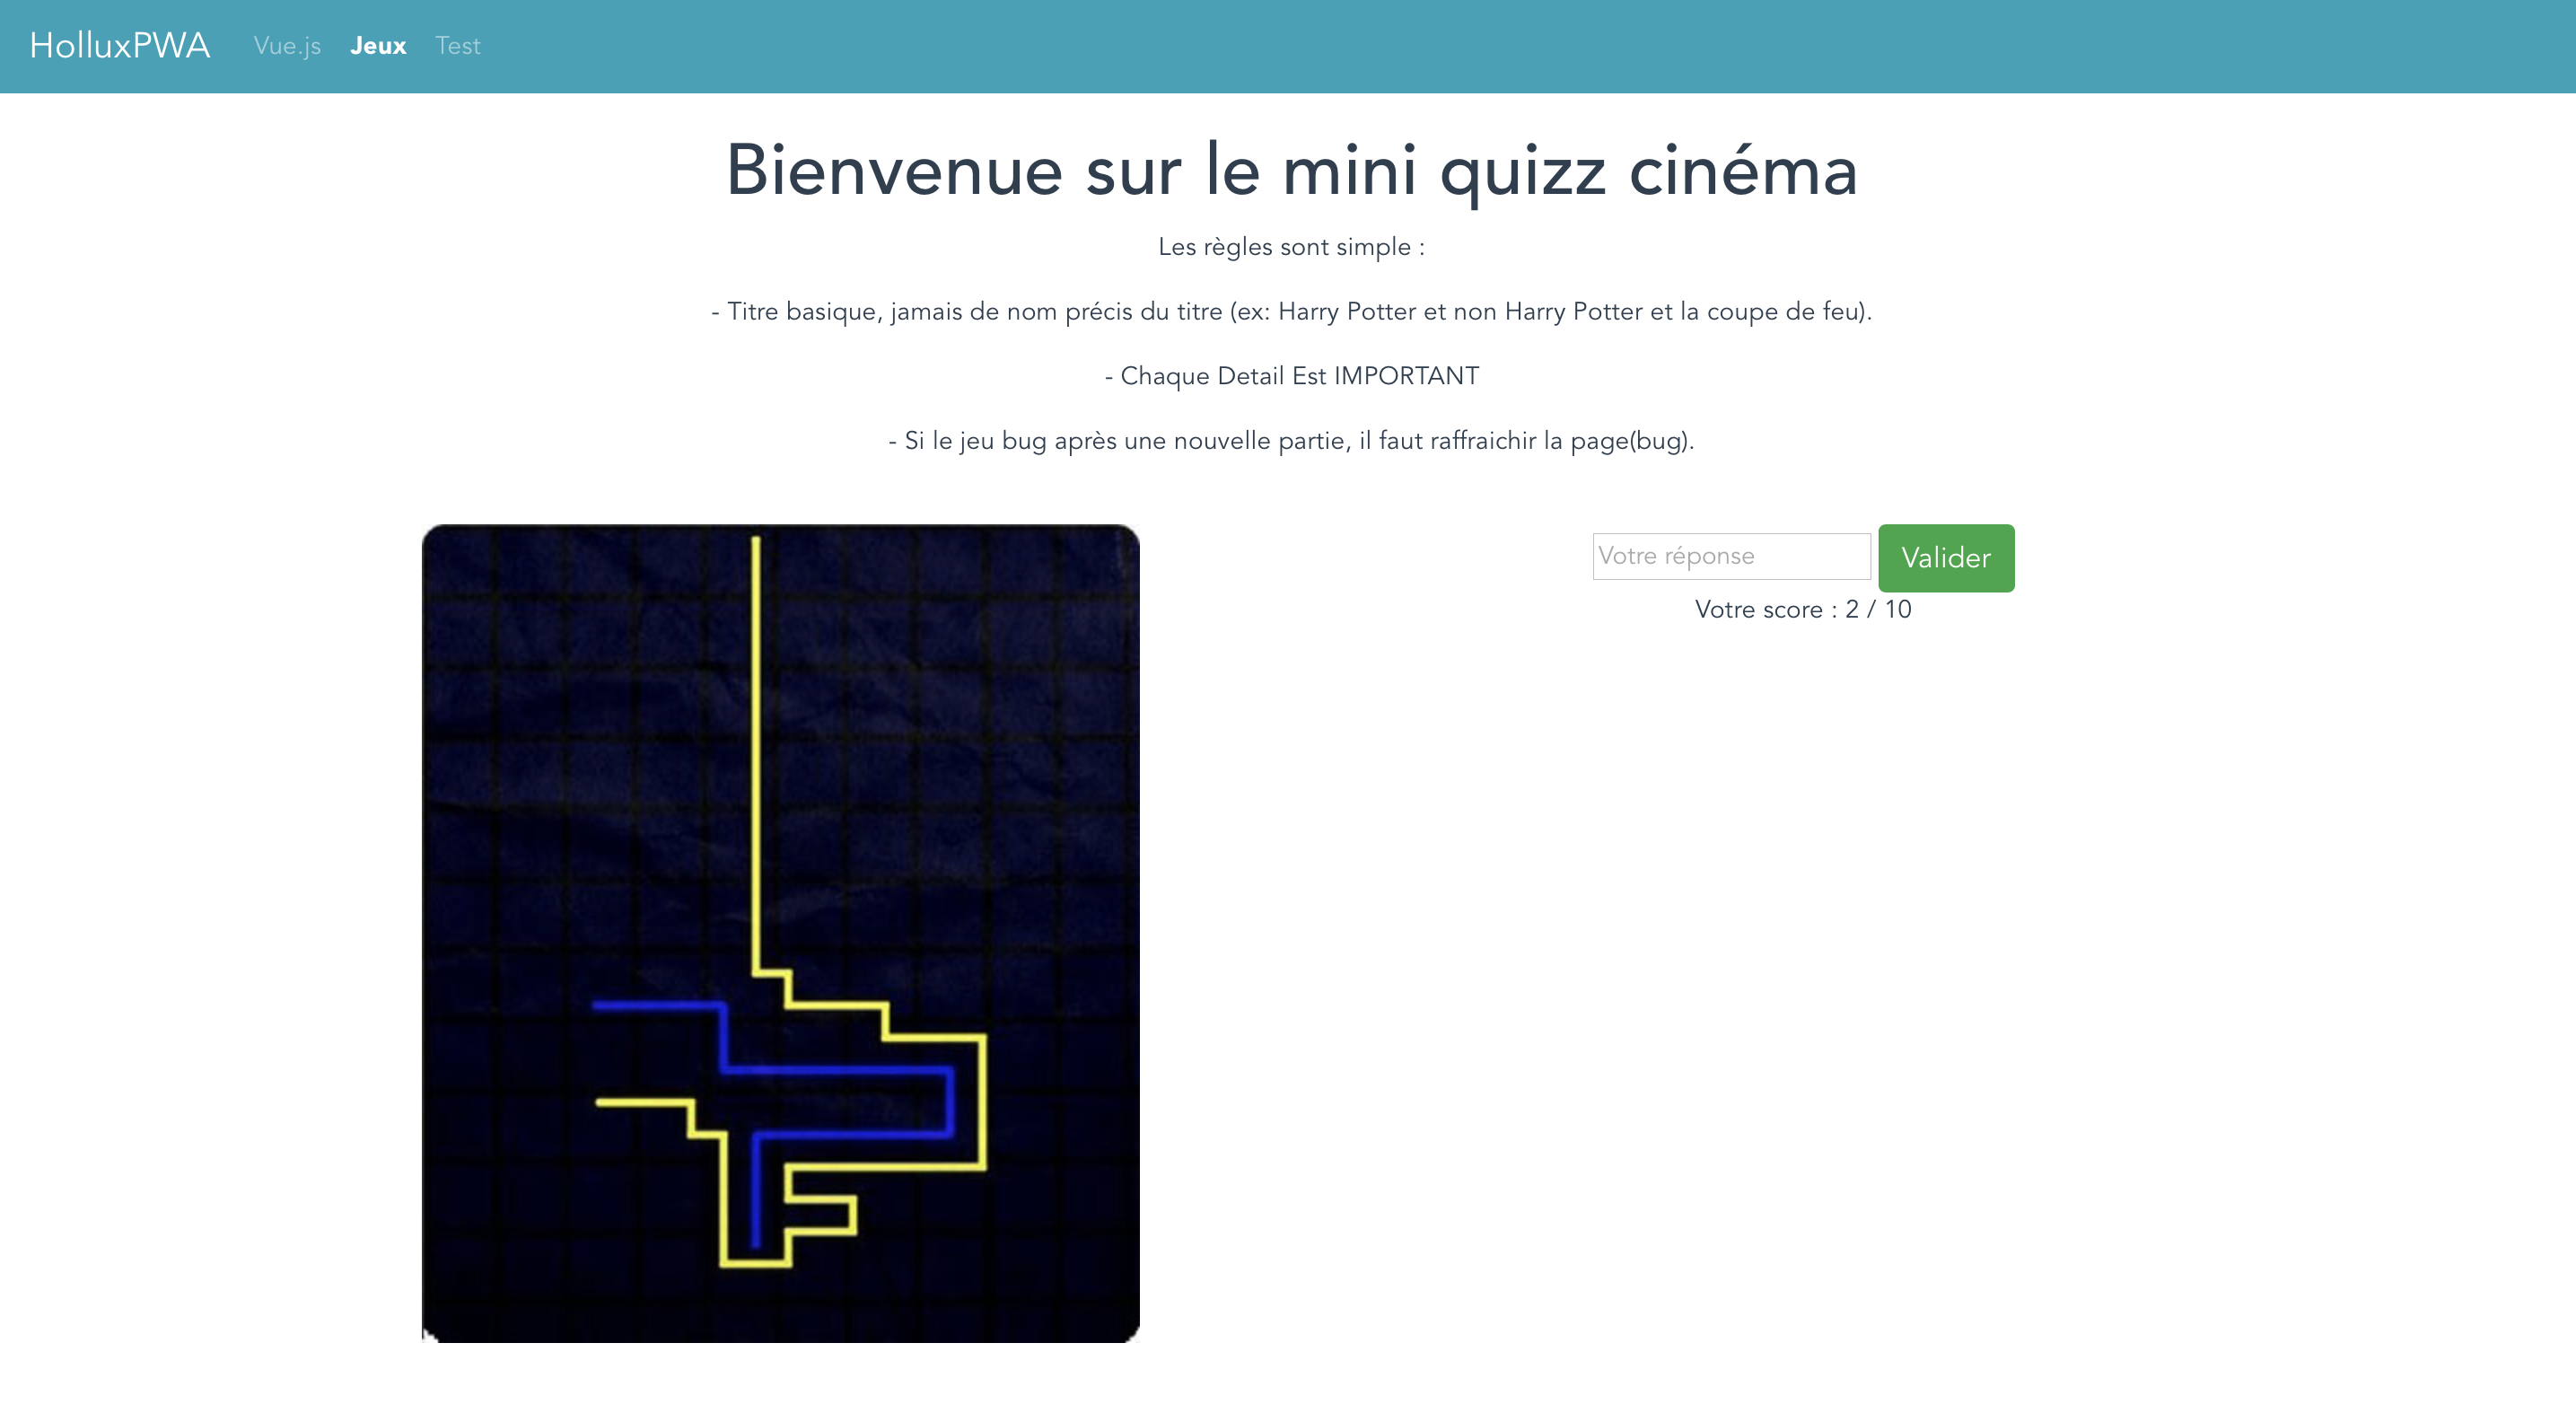 HolluxPWA Vue.js Jeux Test
Bienvenue sur le mini quizz cinéma
Les règles sont simple :
- Titre basique, jamais de nom précis du titre (ex: Harry Potter et non Harry Potter et la coupe de feu).
- Chaque Detail Est IMPORTANT
- Si le jeu bug après une nouvelle partie, il faut raffraichir la page(bug).
Votre réponse Valider
Votre score : 2 / 10